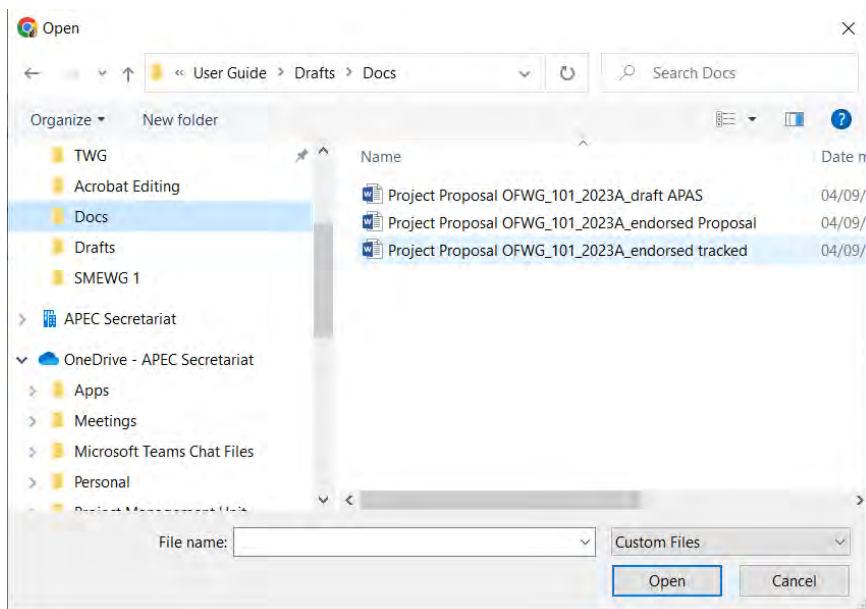 Open
« User Guide > Drafts > Docs
Search Docs
Organize
New folder
TWG
Acrobat Editing
Docs
Drafts
SMEWG 1
APEC Secretariat
OneDrive - APEC Secretariat
Apps
Meetings
Microsoft Teams Chat Files
Personal
Name
Date m
Project Proposal OFWG_101_2023A_draft APAS
04/09/
Project Proposal OFWG_101_2023A_endorsed Proposal
04/09/
Project Proposal OFWG_101_2023A_endorsed tracked
04/09/
File name:
Custom Files
Open
Cancel